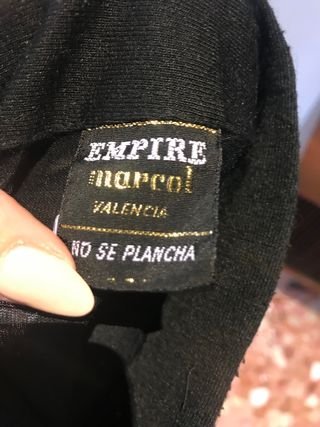 EMPIRE
marcol
VALENCIA
NO SE PLANCHA